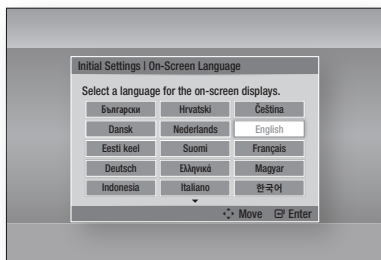 Initial Settings | On-Screen Language
Select a language for the on-screen displays.
Български Hrvatski Čeština
Dansk Nederlands English
Eesti keel Suomi Français
Deutsch Ελληνικά Magyar
Indonesia Italiano 한국어
Move Enter